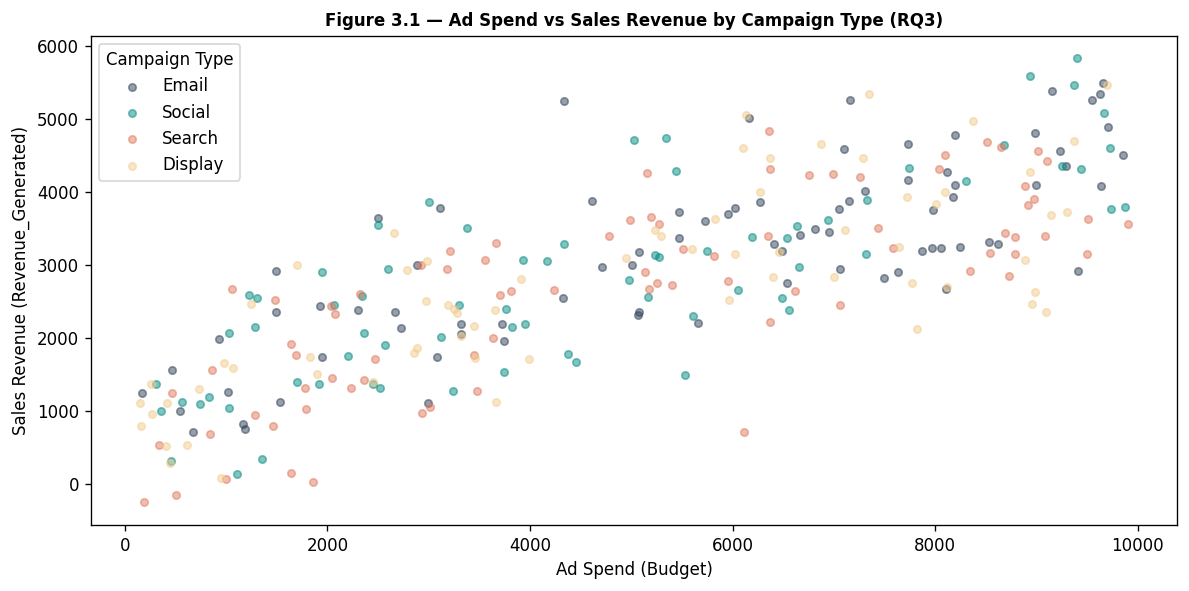 Figure 3.1 — Ad Spend vs Sales Revenue by Campaign Type (RQ3)
Campaign Type
Email
Social
Search
Display
Sales Revenue (Revenue_Generated)
6000
5000
4000
3000
2000
1000
0
0 2000 4000 6000 8000 10000
Ad Spend (Budget)